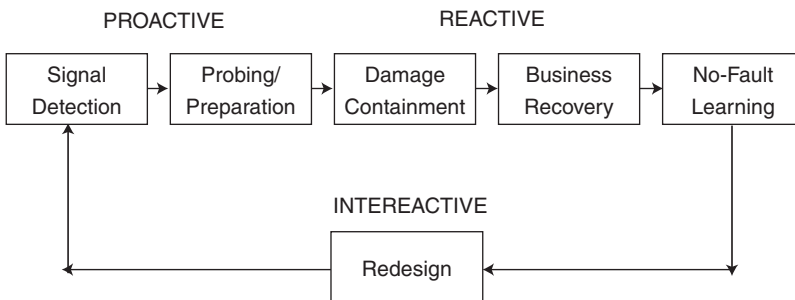 PROACTIVE
REACTIVE
Signal
Detection
Probing/
Preparation
Damage
Containment
Business
Recovery
No-Fault
Learning
INTEREACTIVE
Redesign